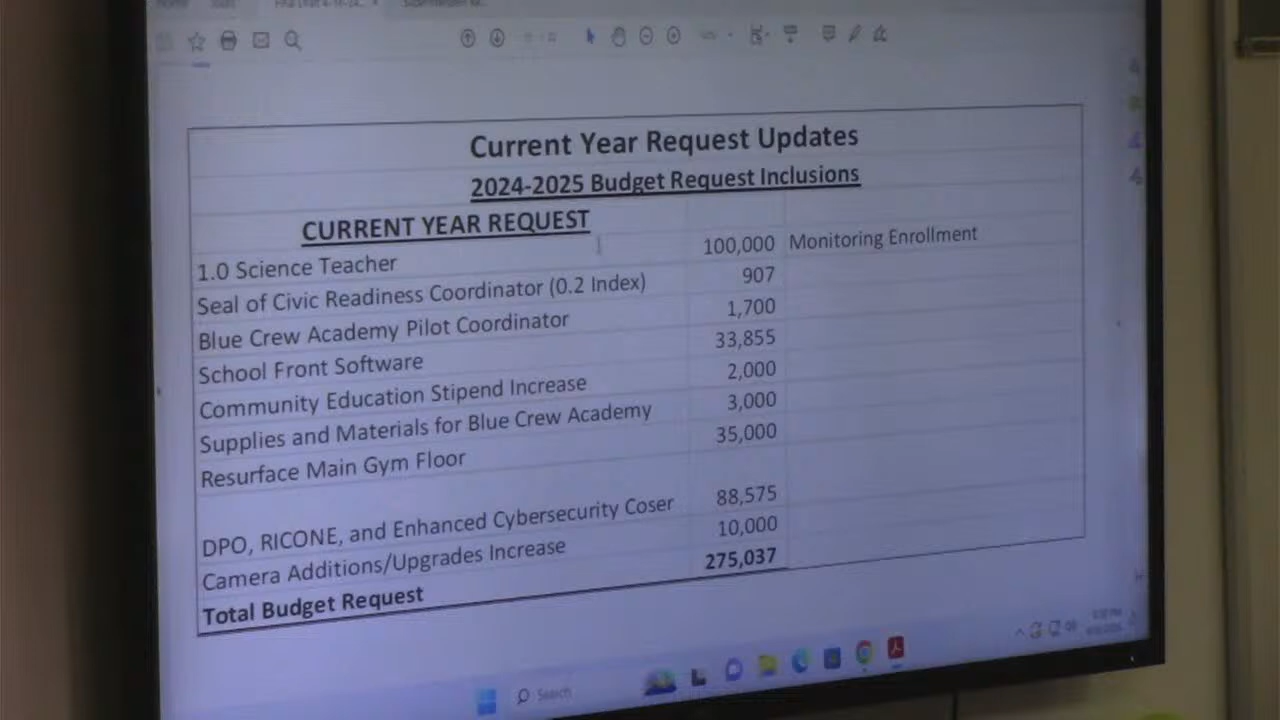 Current Year Request Updates
2024-2025 Budget Request Inclusions
CURRENT YEAR REQUEST
1.0 Science Teacher 100,000 Monitoring Enrollment
Seal of Civic Readiness Coordinator (0.2 Index) 907
Blue Crew Academy Pilot Coordinator 1,700
School Front Software 33,855
Community Education Stipend Increase 2,000
Supplies and Materials for Blue Crew Academy 3,000
Resurface Main Gym Floor 35,000
DPO, RICONE, and Enhanced Cybersecurity Coser 88,575
Camera Additions/Upgrades Increase 10,000
Total Budget Request 275,037
Search